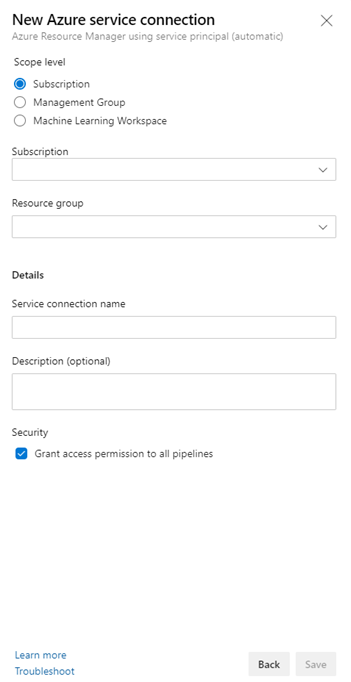 New Azure service connection
Azure Resource Manager using service principal (automatic)
Scope level
Subscription
Management Group
Machine Learning Workspace
Subscription
Resource group
Details
Service connection name
Description (optional)
Security
Grant access permission to all pipelines
Learn more
Troubleshoot
Back
Save